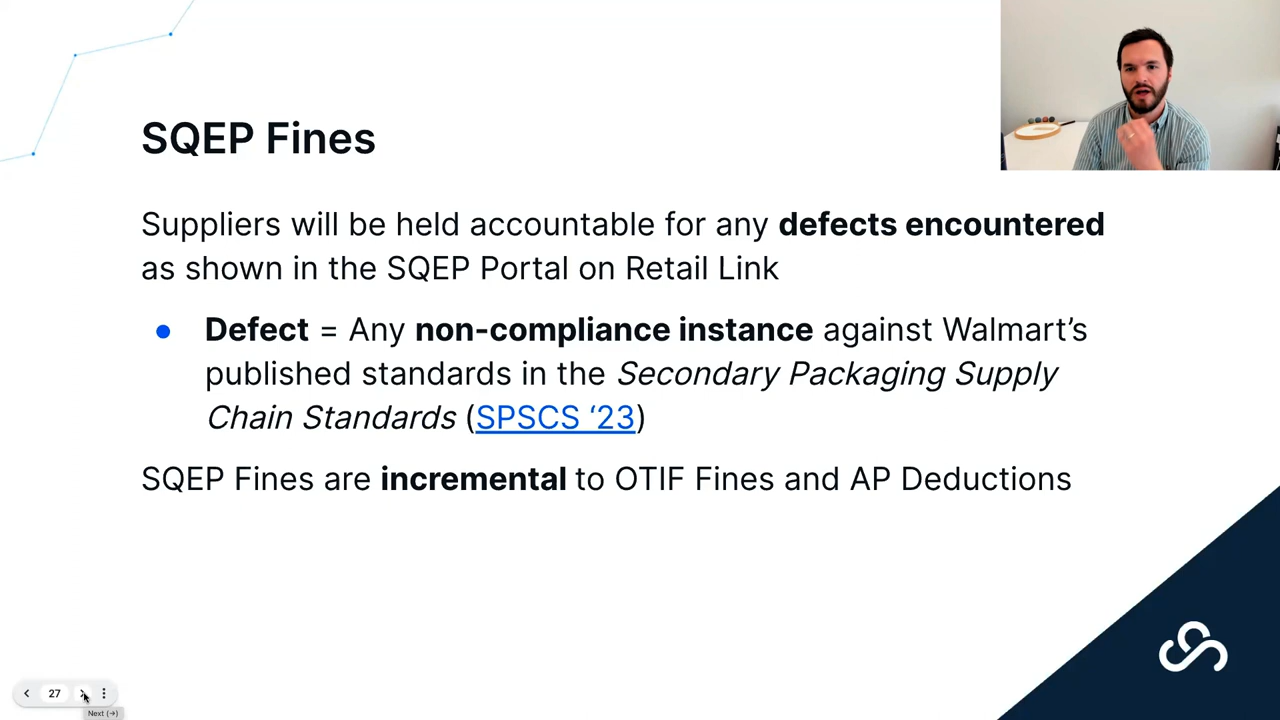 SQEP Fines
Suppliers will be held accountable for any defects encountered
as shown in the SQEP Portal on Retail Link
● Defect = Any non-compliance instance against Walmart’s
published standards in the Secondary Packaging Supply
Chain Standards (SPSCS ‘23)
SQEP Fines are incremental to OTIF Fines and AP Deductions
27
Next (→)